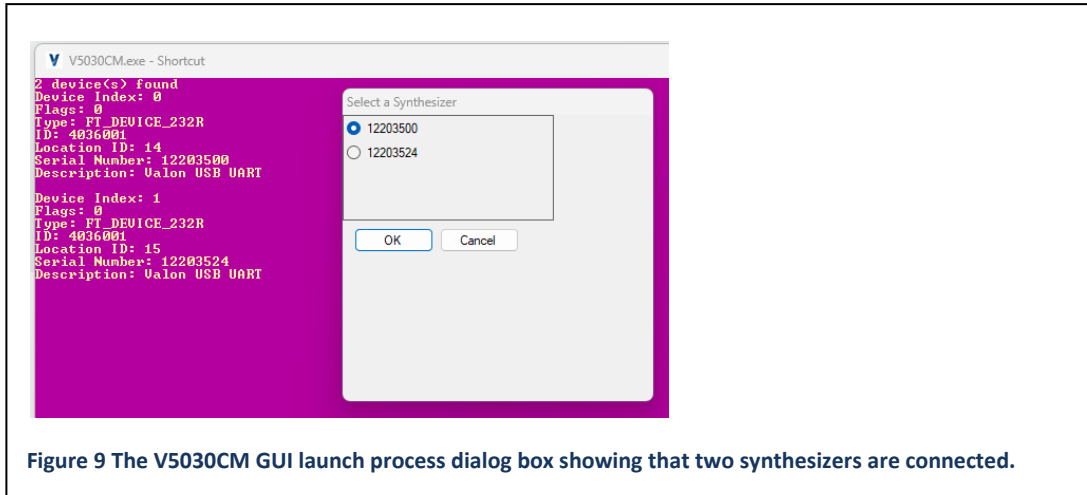 V5030CM.exe - Shortcut
2 device(s) found
Device Index: 0
Flags: 0
Type: FT_DEVICE_232R
ID: 4036001
Location ID: 14
Serial Number: 12203500
Description: Valon USB UART
Device Index: 1
Flags: 0
Type: FT_DEVICE_232R
ID: 4036001
Location ID: 15
Serial Number: 12203524
Description: Valon USB UART
Select a Synthesizer
12203500
12203524
OK Cancel
Figure 9 The V5030CM GUI launch process dialog box showing that two synthesizers are connected.